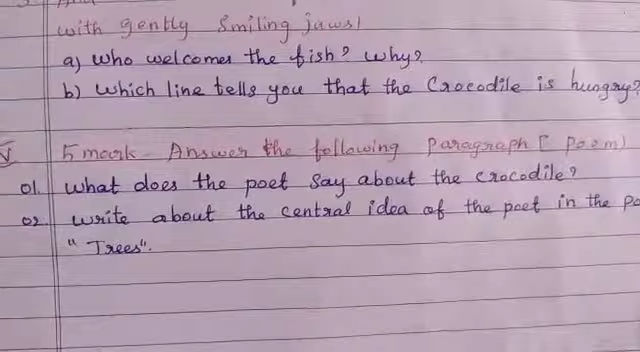 with gently smiling jaws!
a) who welcomes the fish? why?
b) which line tells you that the Crocodile is hungry?
V 5 mark - Answer the following paragraph [ poem)
01. what does the poet say about the crocodile?
02 write about the central idea of the poet in the po
"Trees".